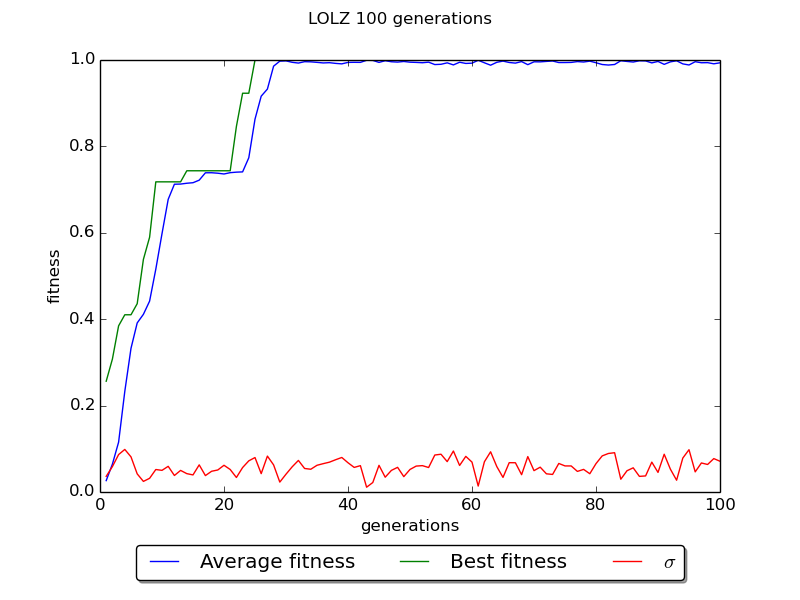 LOLZ 100 generations
1.0
0.8
0.6
0.4
0.2
0.0
fitness
0 20 40 60 80 100
generations
Average fitness Best fitness σ